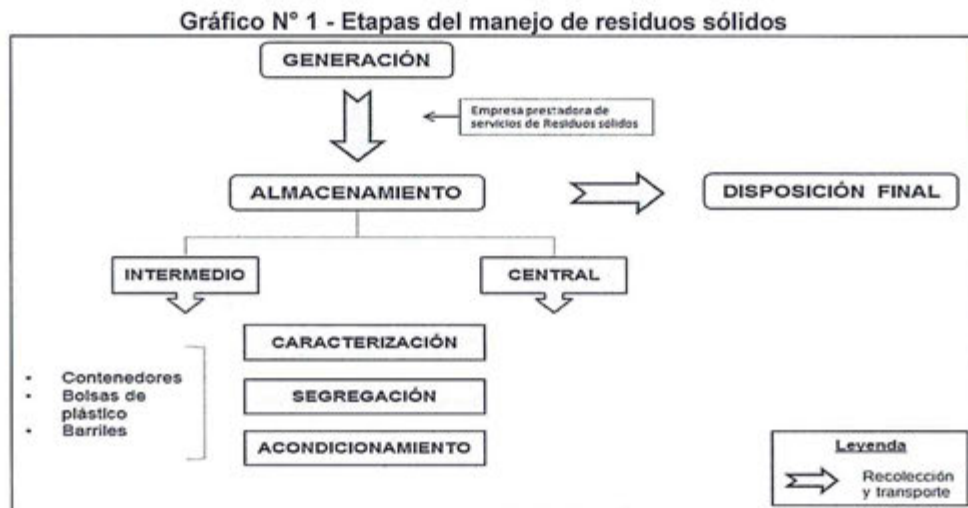 Gráfico N° 1 - Etapas del manejo de residuos sólidos
GENERACIÓN
Empresa prestadora de
servicios de Residuos sólidos
ALMACENAMIENTO
DISPOSICIÓN FINAL
INTERMEDIO
CENTRAL
CARACTERIZACIÓN
• Contenedores
• Bolsas de
plástico
• Barriles
SEGREGACIÓN
ACONDICIONAMIENTO
Leyenda
Recolección
y transporte